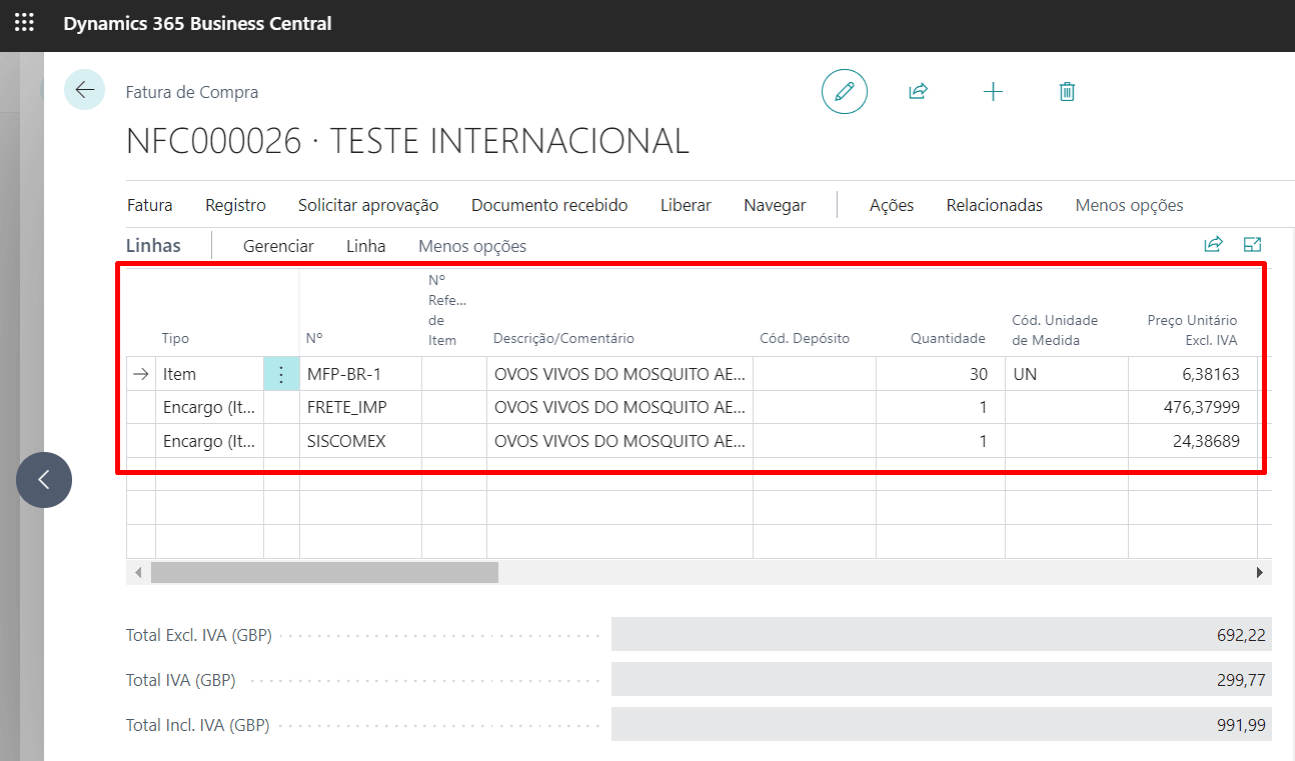 Dynamics 365 Business Central
Fatura de Compra
NFC000026 · TESTE INTERNACIONAL
Fatura Registro Solicitar aprovação Documento recebido Liberar Navegar Ações Relacionadas Menos opções
Linhas Gerenciar Linha Menos opções
Tipo Nº Nº Refe... de Item Descrição/Comentário Cód. Depósito Quantidade Cód. Unidade de Medida Preço Unitário Excl. IVA
Item MFP-BR-1 OVOS VIVOS DO MOSQUITO AE... 30 UN 6,38163
Encargo (It... FRETE_IMP OVOS VIVOS DO MOSQUITO AE... 1 476,37999
Encargo (It... SISCOMEX OVOS VIVOS DO MOSQUITO AE... 1 24,38689
Total Excl. IVA (GBP) 692,22
Total IVA (GBP) 299,77
Total Incl. IVA (GBP) 991,99